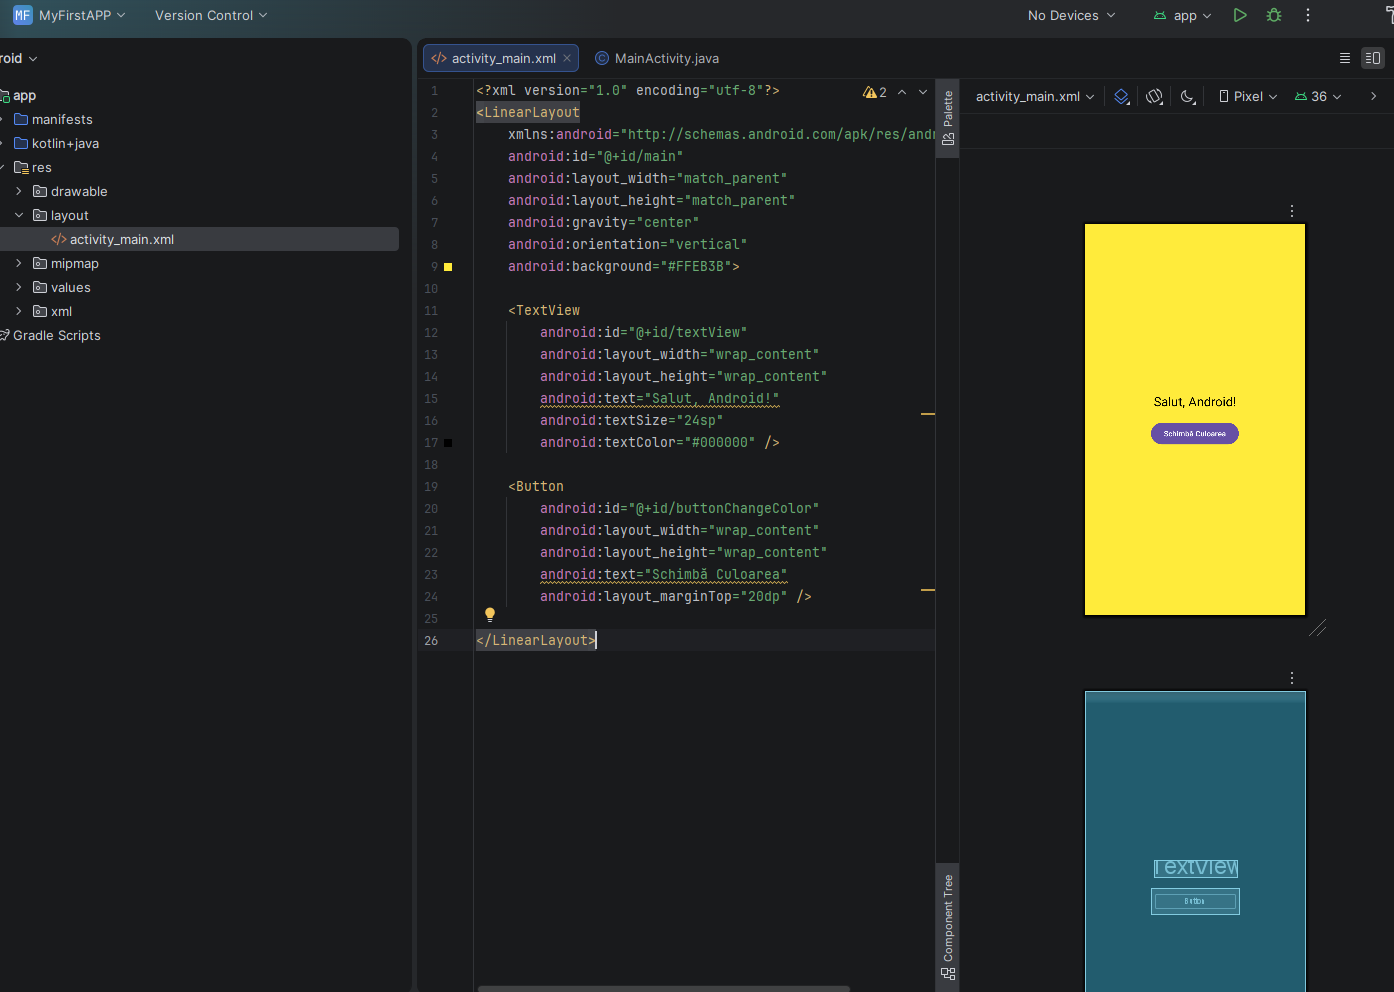 MF MyFirstAPP Version Control No Devices app
roid
app
manifests
kotlin+java
res
drawable
layout
activity_main.xml
mipmap
values
xml
Gradle Scripts
activity_main.xml MainActivity.java
2
1 <?xml version="1.0" encoding="utf-8"?>
2 <LinearLayout
3 xmlns:android="http://schemas.android.com/apk/res/andr
4 android:id="@+id/main"
5 android:layout_width="match_parent"
6 android:layout_height="match_parent"
7 android:gravity="center"
8 android:orientation="vertical"
9 android:background="#FFEB3B">
10
11 <TextView
12 android:id="@+id/textView"
13 android:layout_width="wrap_content"
14 android:layout_height="wrap_content"
15 android:text="Salut, Android!"
16 android:textSize="24sp"
17 android:textColor="#000000" />
18
19 <Button
20 android:id="@+id/buttonChangeColor"
21 android:layout_width="wrap_content"
22 android:layout_height="wrap_content"
23 android:text="Schimbă Culoarea"
24 android:layout_marginTop="20dp" />
25
26 </LinearLayout>
Palette
Component Tree
activity_main.xml Pixel 36
Salut, Android!
Schimbă Culoarea
TextView
Button